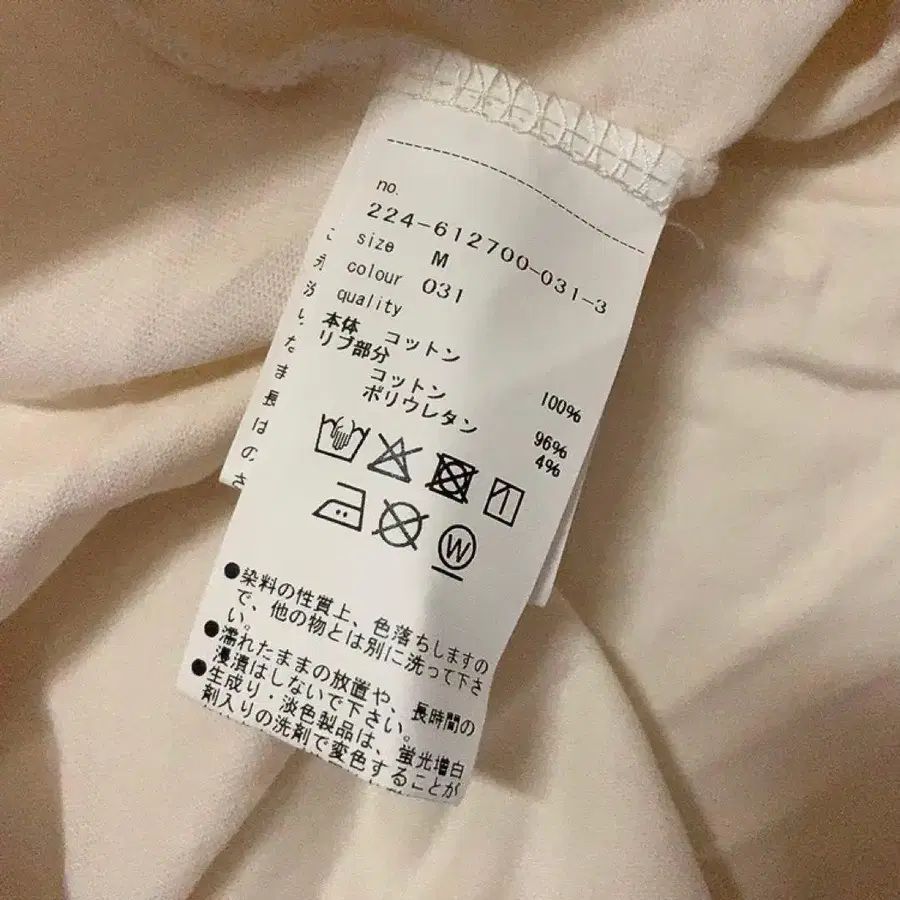 no.
224-612700-031-3
size M
colour 031
quality
本体 コットン 100%
リブ部分
コットン 96%
ポリウレタン 4%
W
●染料の性質上、色落ちしますの
で、他の物とは別に洗って下さ
い。
●濡れたままの放置や、長時間の
浸漬はしないで下さい。
●生成り・淡色製品は、蛍光増白
剤入りの洗剤で変色することが